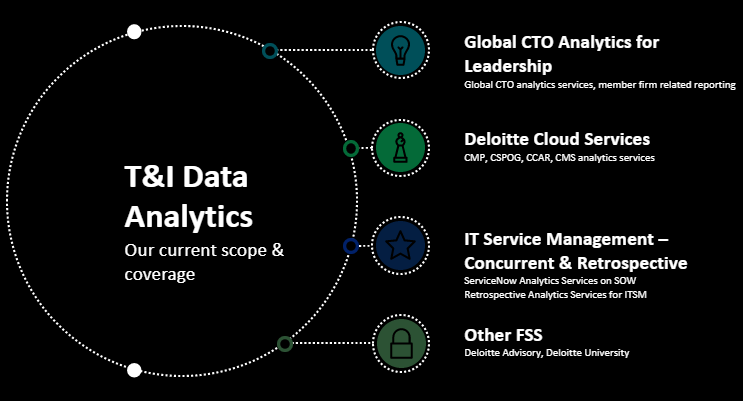 T&I Data
Analytics
Our current scope &
coverage
Global CTO Analytics for
Leadership
Global CTO analytics services, member firm related reporting
Deloitte Cloud Services
CMP, CSPOG, CCAR, CMS analytics services
IT Service Management –
Concurrent & Retrospective
ServiceNow Analytics Services on SOW
Retrospective Analytics Services for ITSM
Other FSS
Deloitte Advisory, Deloitte University